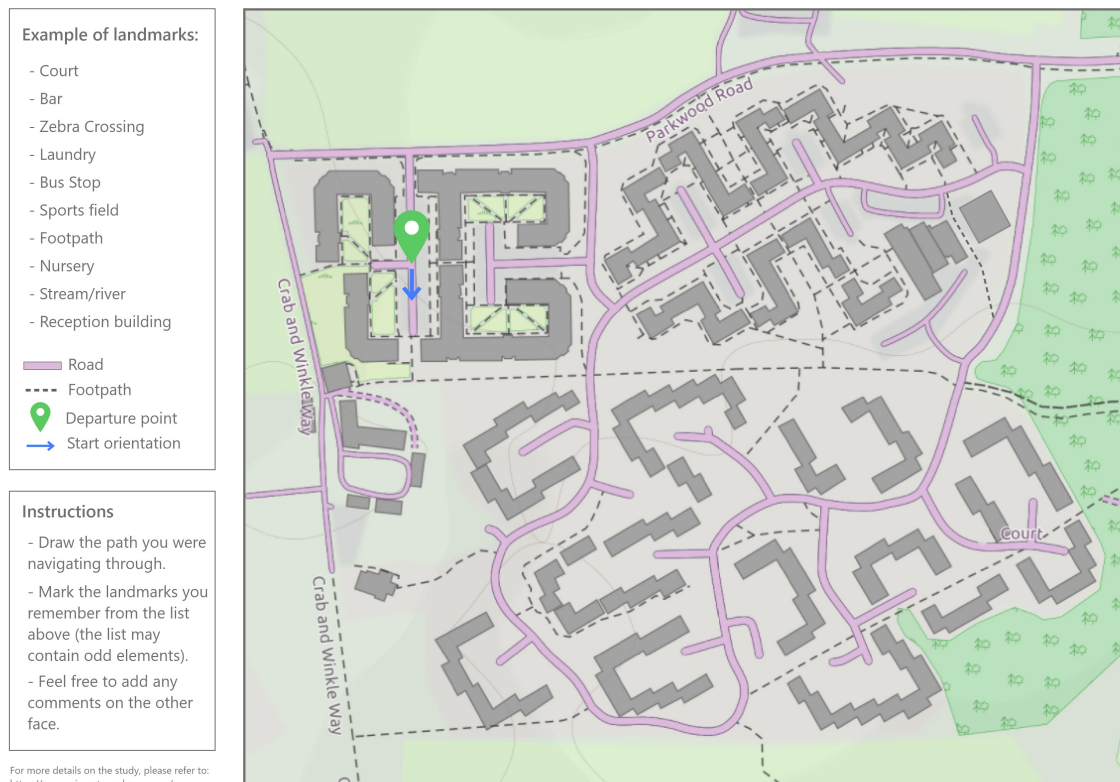 Example of landmarks:
- Court
- Bar
- Zebra Crossing
- Laundry
- Bus Stop
- Sports field
- Footpath
- Nursery
- Stream/river
- Reception building
Road
Footpath
Departure point
Start orientation
Instructions
- Draw the path you were
navigating through.
- Mark the landmarks you
remember from the list
above (the list may
contain odd elements).
- Feel free to add any
comments on the other
face.
For more details on the study, please refer to:
Parkwood Road
Crab and Winkle Way
Court
Crab and Winkle Way